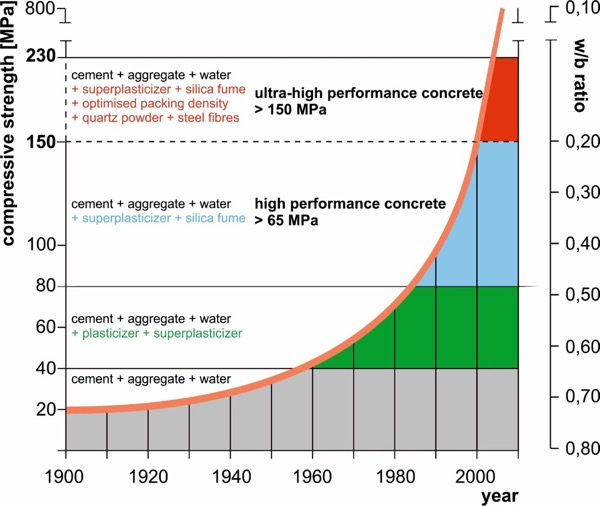 compressive strength [MPa]
800
230
150
100
80
60
40
20
cement + aggregate + water
+ superplasticizer + silica fume
+ optimised packing density
+ quartz powder + steel fibres
ultra-high performance concrete
> 150 MPa
cement + aggregate + water
+ superplasticizer + silica fume
high performance concrete
> 65 MPa
cement + aggregate + water
+ plasticizer + superplasticizer
cement + aggregate + water
1900
1920
1940
1960
1980
2000
year
0,10
0,20
0,30
0,40
0,50
0,60
0,70
0,80
w/b ratio